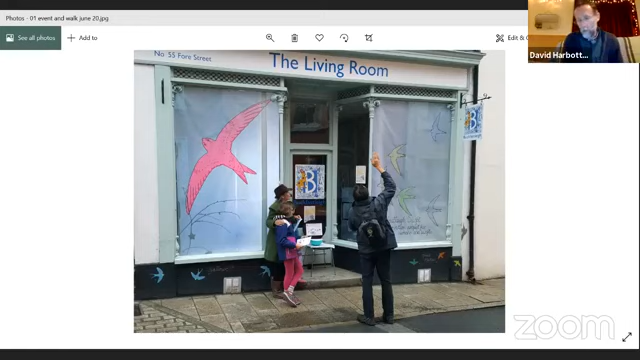 Photos - 01 event and walk june 20.jpg
See all photos
Add to
Edit & C
David Harbott...
No 55 Fore Street
The Living Room
B
B
zoom